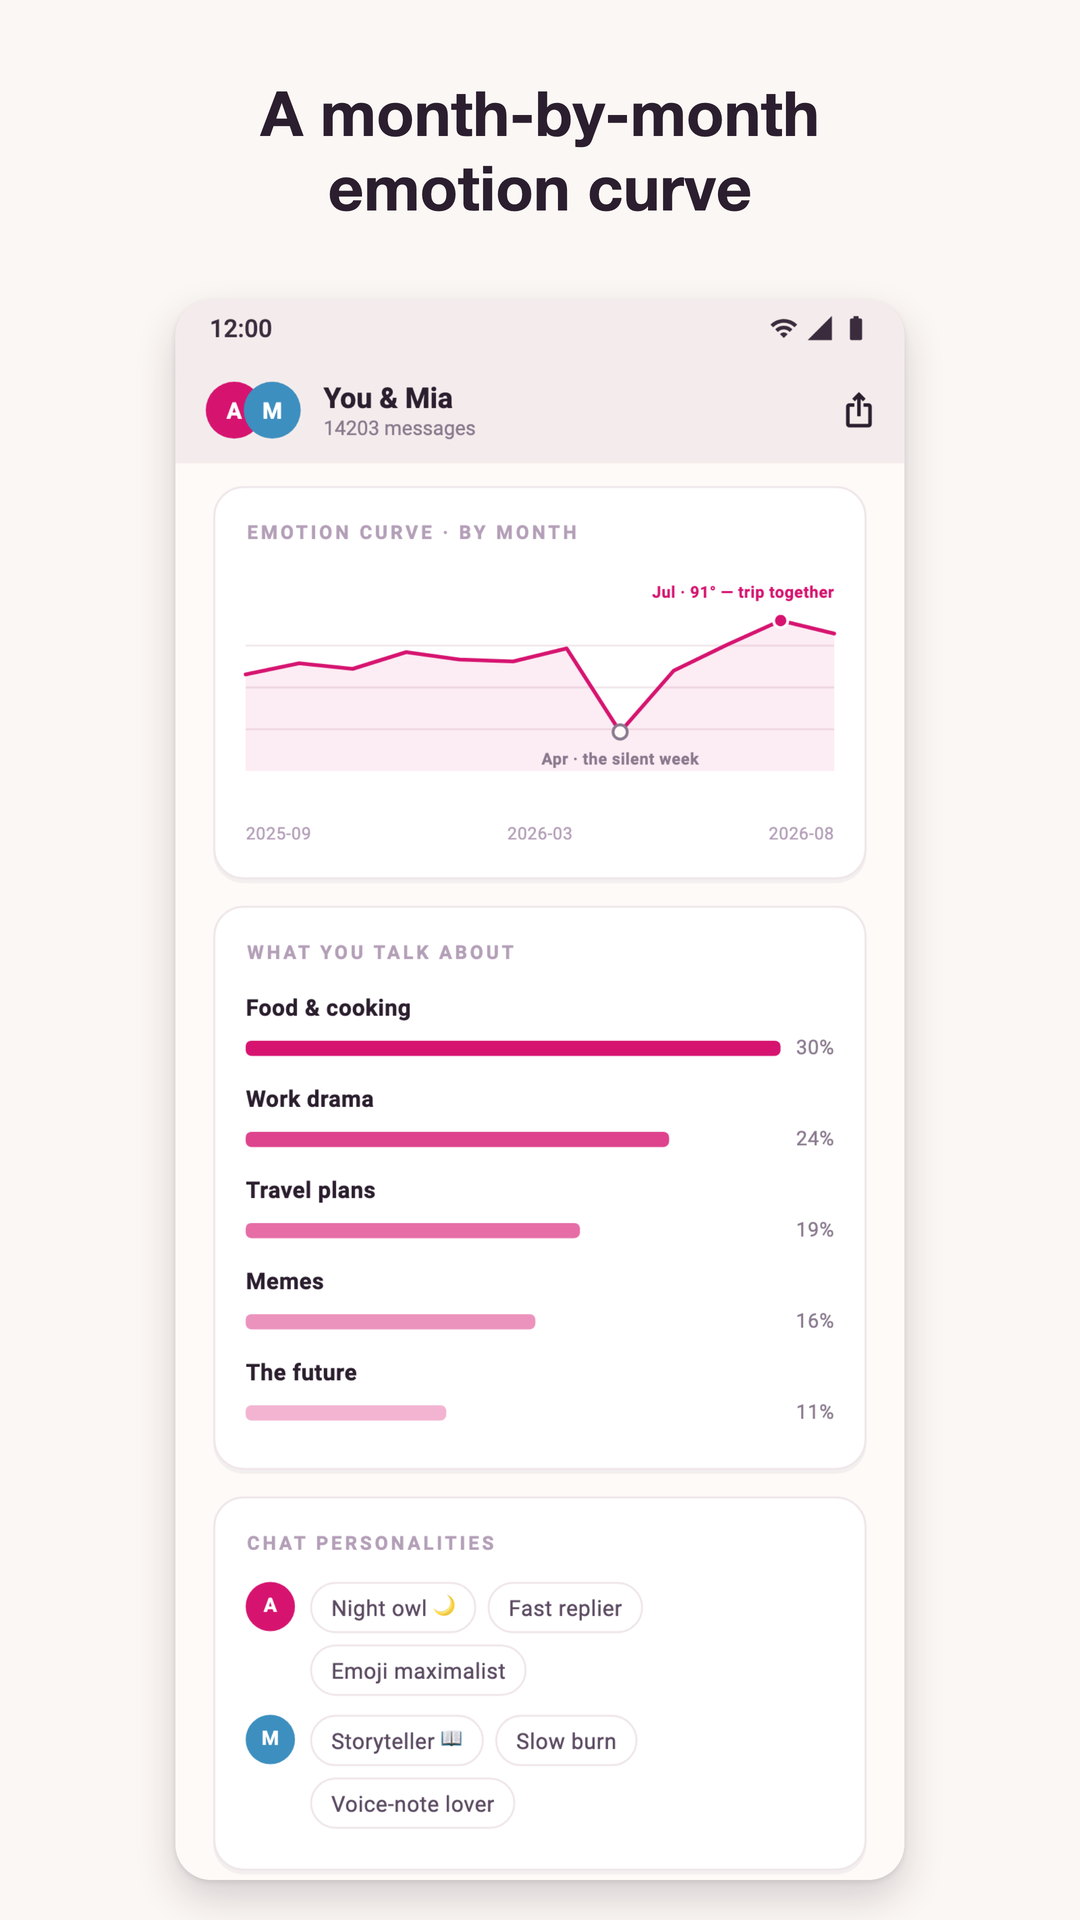 A month-by-month
emotion curve
12:00
A M You & Mia
14203 messages
EMOTION CURVE · BY MONTH
Jul · 91° — trip together
Apr · the silent week
2025-09 2026-03 2026-08
WHAT YOU TALK ABOUT
Food & cooking
30%
Work drama
24%
Travel plans
19%
Memes
16%
The future
11%
CHAT PERSONALITIES
A Night owl 🌙 Fast replier
Emoji maximalist
M Storyteller 📖 Slow burn
Voice-note lover